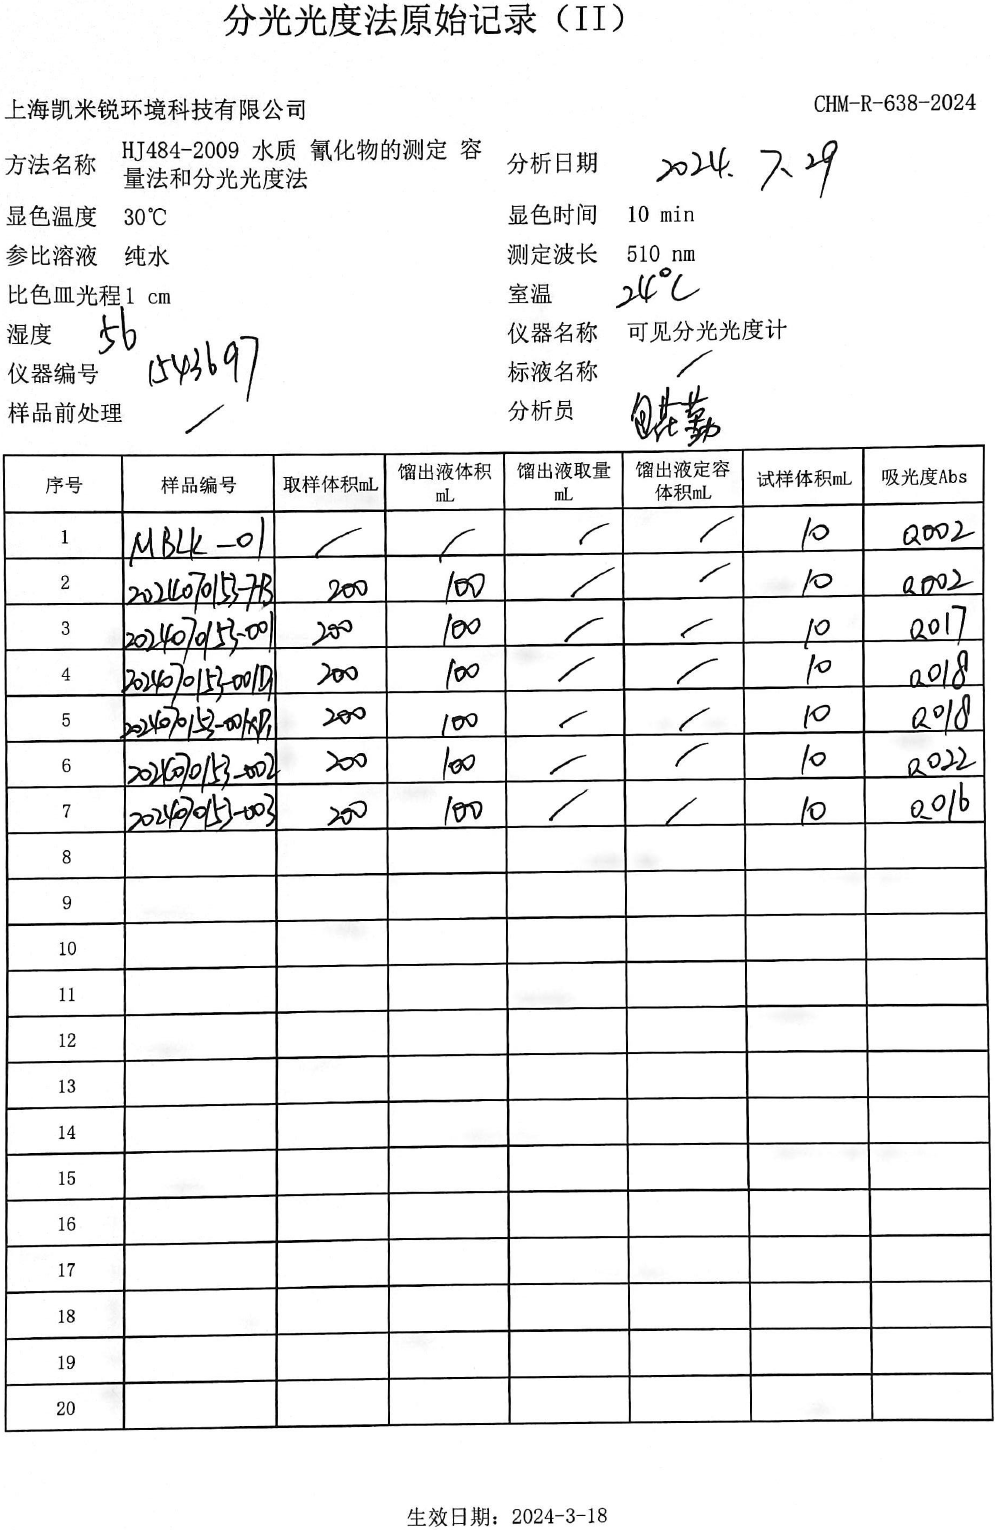 分光光度法原始记录（II）
上海凯米锐环境科技有限公司 CHM-R-638-2024
方法名称 HJ484-2009 水质 氰化物的测定 容量法和分光光度法 分析日期 2024.7.29
显色温度 30℃ 显色时间 10 min
参比溶液 纯水 测定波长 510 nm
比色皿光程 1 cm 室温 24℃
湿度 56 仪器名称 可见分光光度计
仪器编号 1543697 标液名称 /
样品前处理 / 分析员
序号 样品编号 取样体积mL 馏出液体积mL 馏出液取量mL 馏出液定容体积mL 试样体积mL 吸光度Abs
1 MBLK-01 / / / / 10 0.002
2 2024070153- 200 100 / / 10 0.002
3 2024070153-001 200 100 / / 10 0.017
4 2024070153-001D1 200 100 / / 10 0.018
5 2024070153-001 200 100 / / 10 0.018
6 2024070153-002 200 100 / / 10 0.022
7 2024070153-003 200 100 / / 10 0.016
8
9
10
11
12
13
14
15
16
17
18
19
20
生效日期: 2024-3-18